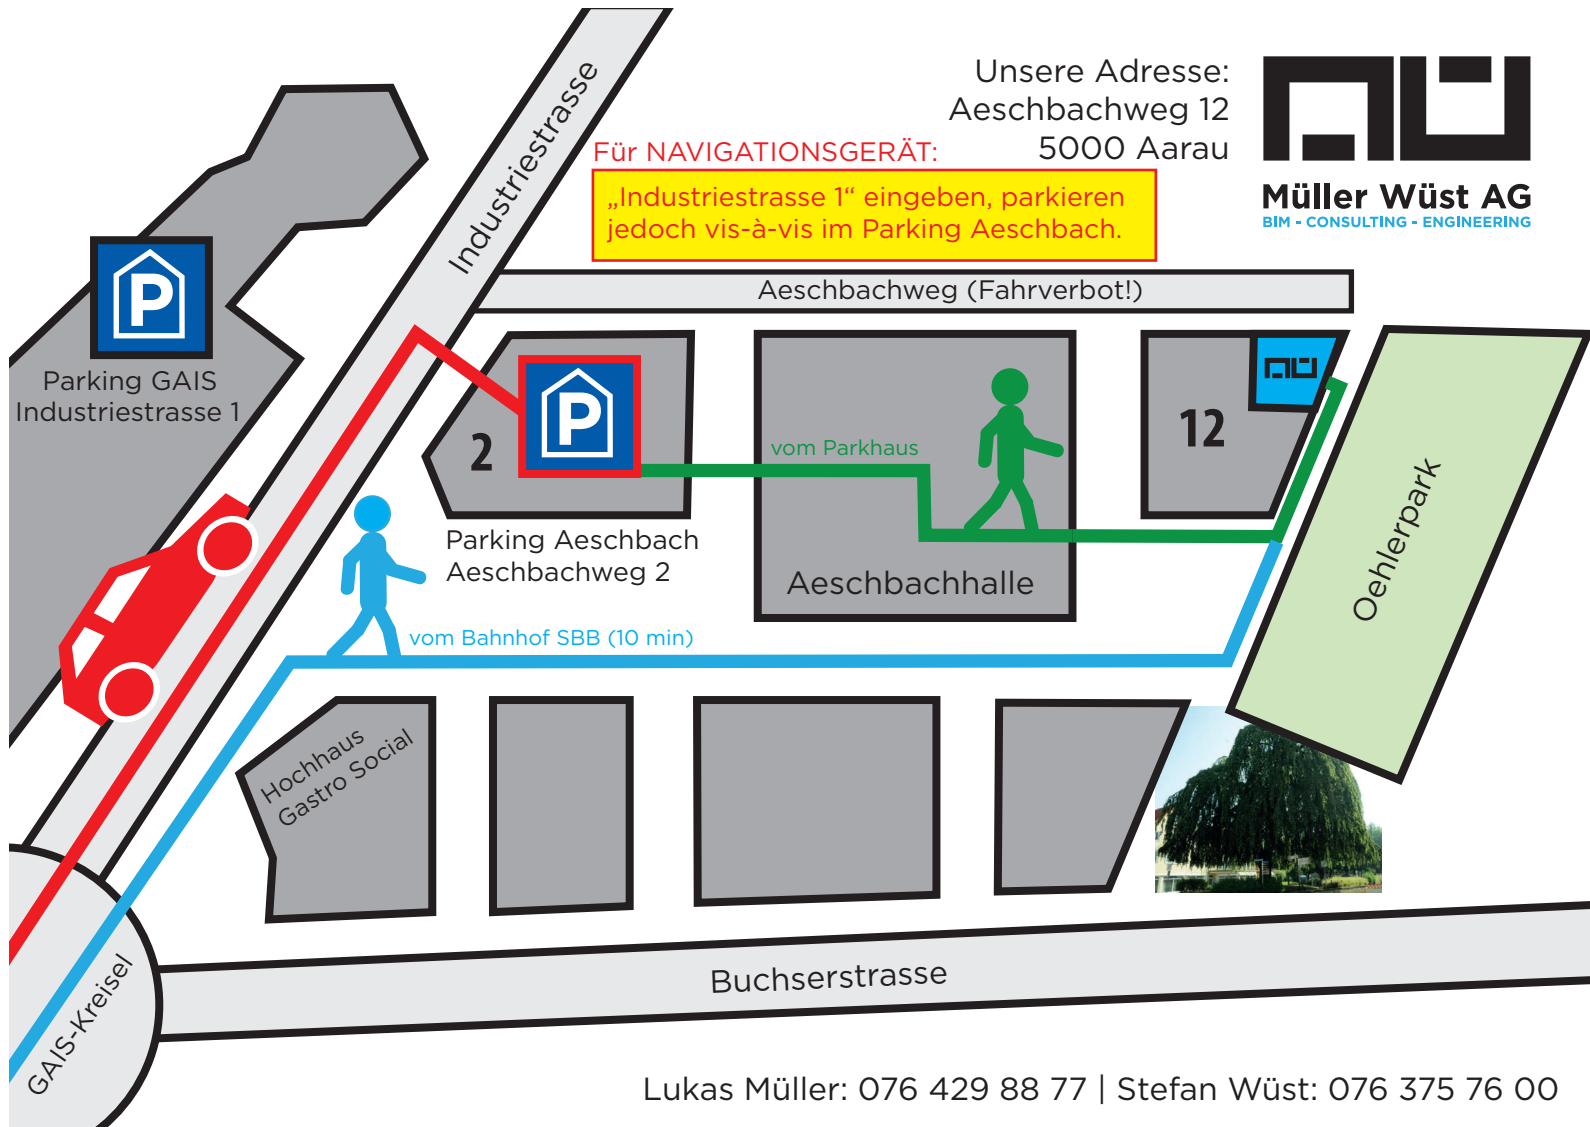 Unsere Adresse:
Aeschbachweg 12
5000 Aarau
Müller Wüst AG
BIM - CONSULTING - ENGINEERING
Für NAVIGATIONSGERÄT:
„Industriestrasse 1“ eingeben, parkieren
jedoch vis-à-vis im Parking Aeschbach.
Industriestrasse
Aeschbachweg (Fahrverbot!)
P
Parking GAIS
Industriestrasse 1
P
2
12
vom Parkhaus
Parking Aeschbach
Aeschbachweg 2
Aeschbachhalle
Oehlerpark
vom Bahnhof SBB (10 min)
Hochhaus
Gastro Social
Buchserstrasse
GAIS-Kreisel
Lukas Müller: 076 429 88 77 | Stefan Wüst: 076 375 76 00